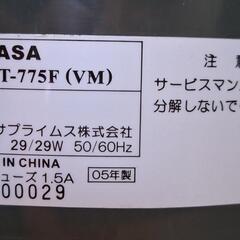 ASA
T-775F (VM)
サプライムス株式会社
29/29W 50/60Hz
IN CHINA
ューズ 1.5A
05年製
00029
注意
サービスマン
分解しないで